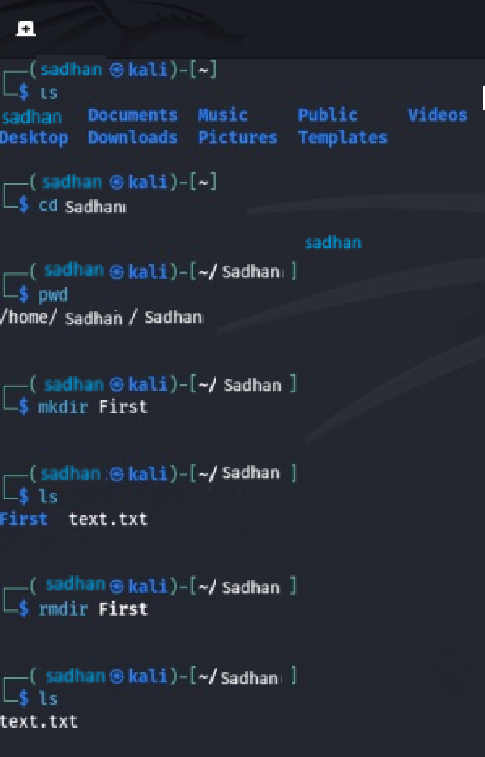 ┌──(sadhan㉿kali)-[~]
└─$ ls
sadhan Documents Music Public Videos
Desktop Downloads Pictures Templates
┌──(sadhan㉿kali)-[~]
└─$ cd Sadhan
sadhan
┌──(sadhan㉿kali)-[~/Sadhan]
└─$ pwd
/home/Sadhan/Sadhan
┌──(sadhan㉿kali)-[~/Sadhan]
└─$ mkdir First
┌──(sadhan㉿kali)-[~/Sadhan]
└─$ ls
First text.txt
┌──(sadhan㉿kali)-[~/Sadhan]
└─$ rmdir First
┌──(sadhan㉿kali)-[~/Sadhan]
└─$ ls
text.txt